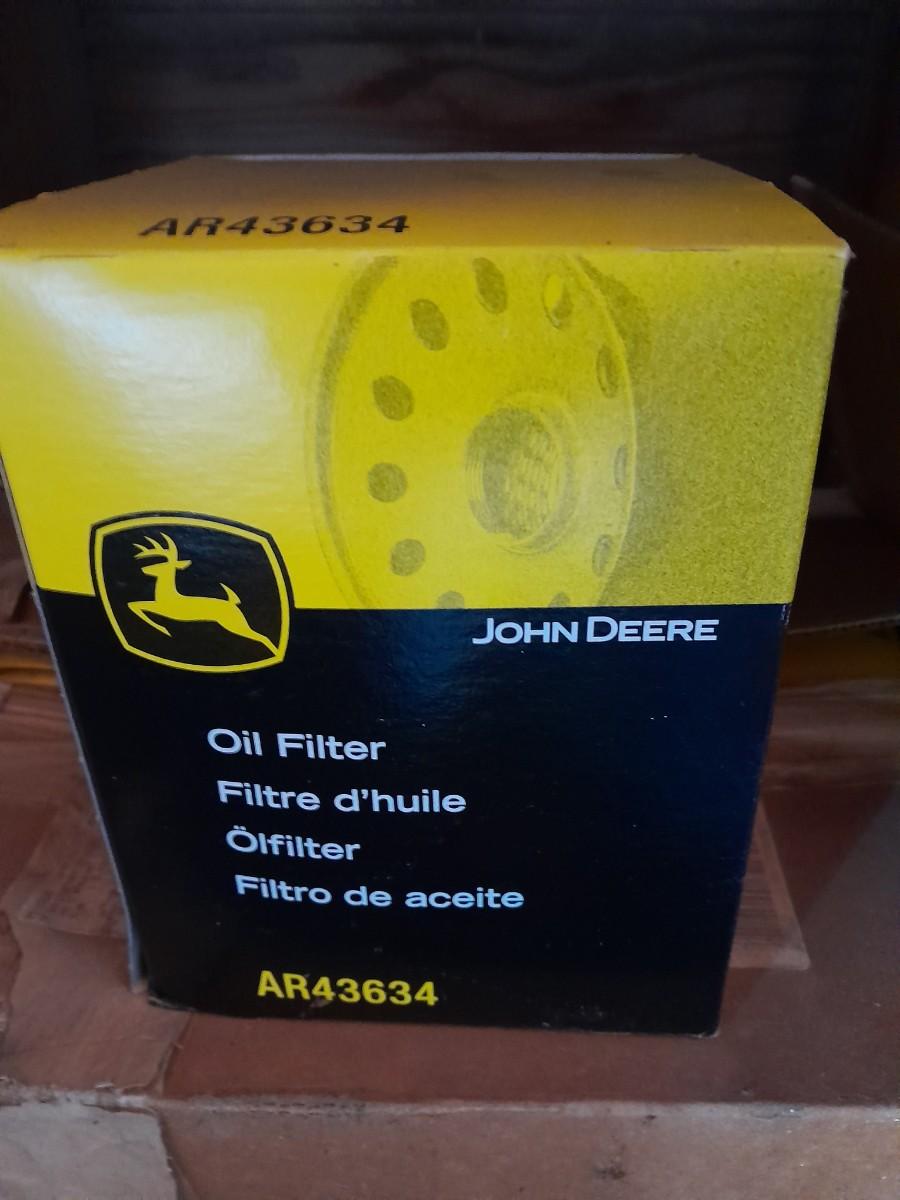 AR43634
JOHN DEERE
Oil Filter
Filtre d'huile
Ölfilter
Filtro de aceite
AR43634